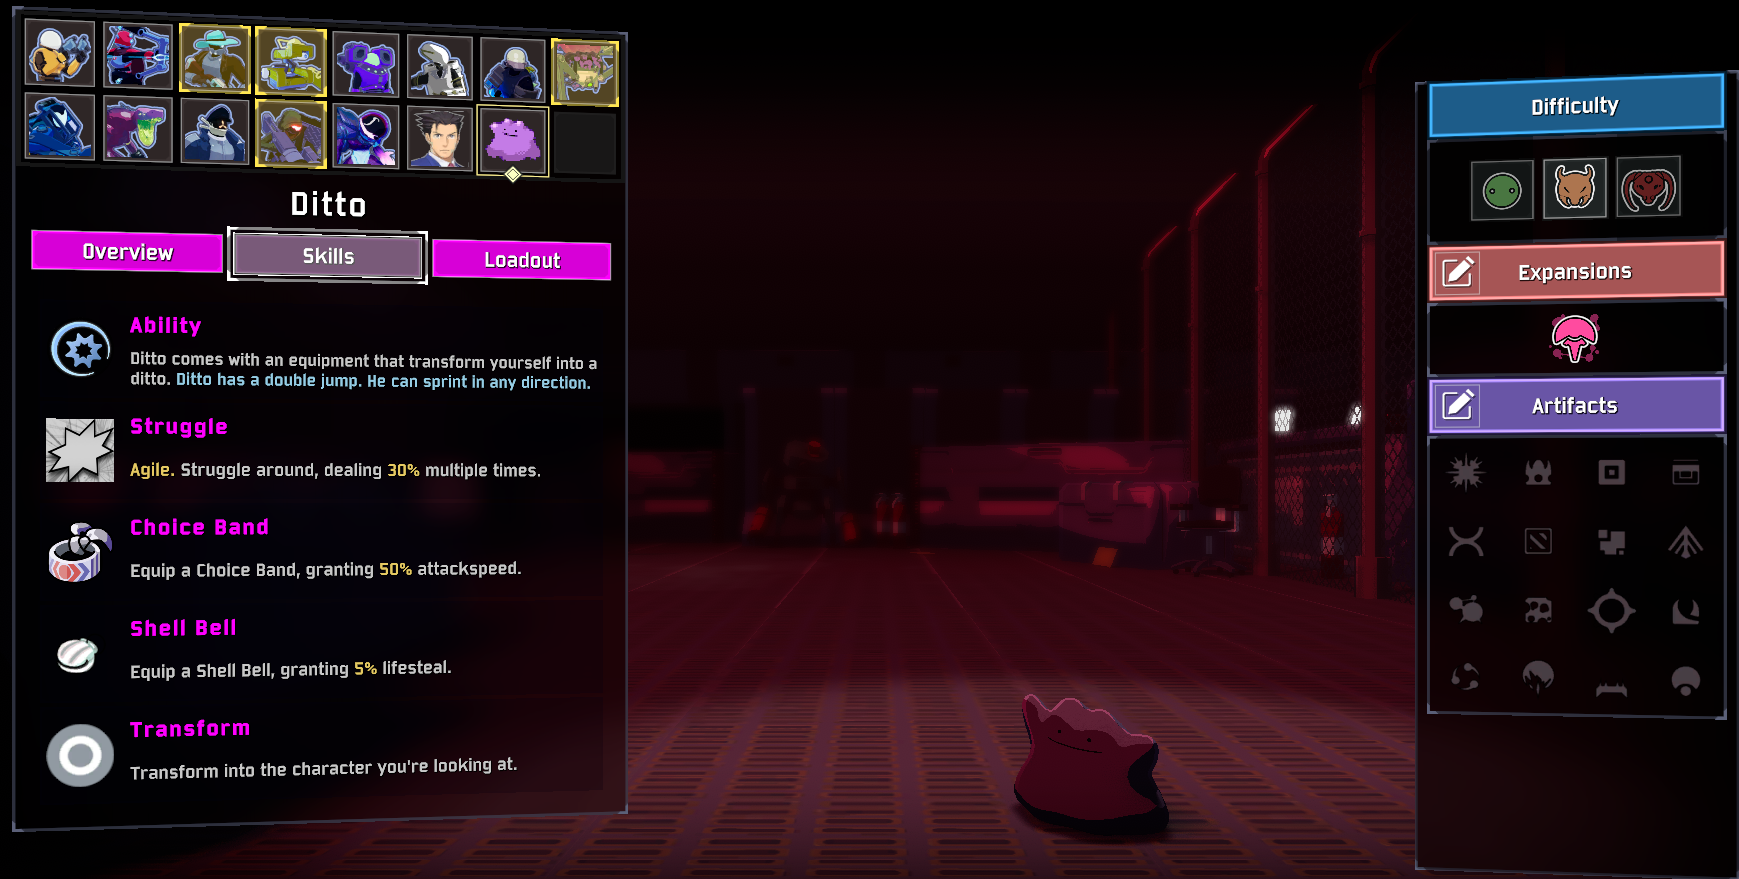 Ditto
Overview
Skills
Loadout
Ability
Ditto comes with an equipment that transform yourself into a
ditto. Ditto has a double jump. He can sprint in any direction.
Struggle
Agile. Struggle around, dealing 30% multiple times.
Choice Band
Equip a Choice Band, granting 50% attackspeed.
Shell Bell
Equip a Shell Bell, granting 5% lifesteal.
Transform
Transform into the character you're looking at.
Difficulty
Expansions
Artifacts